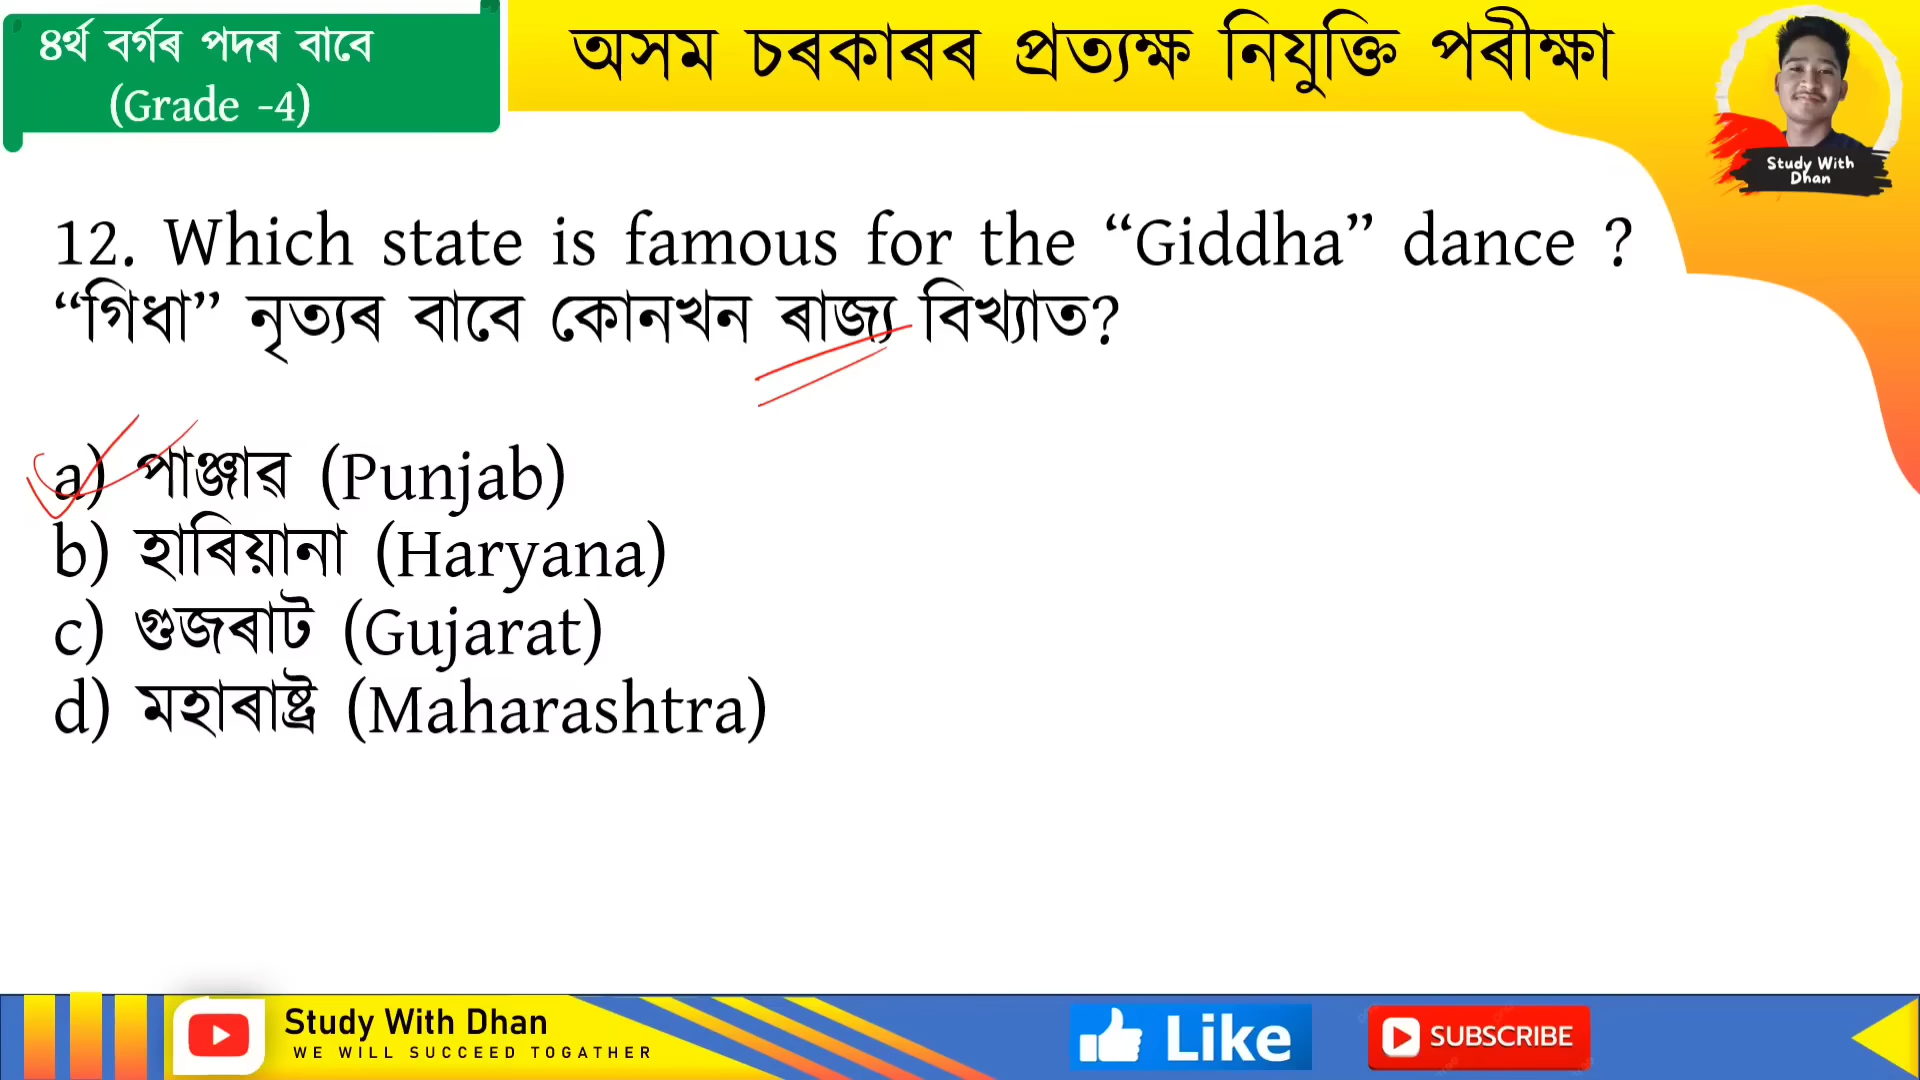 ৪ৰ্থ বৰ্গৰ পদৰ বাবে
(Grade -4)
অসম চৰকাৰৰ প্ৰত্যক্ষ নিযুক্তি পৰীক্ষা
Study With
Dhan
12. Which state is famous for the “Giddha” dance ?
“গিধা” নৃত্যৰ বাবে কোনখন ৰাজ্য বিখ্যাত?
a) পাঞ্জাৱ (Punjab)
b) হাৰিয়ানা (Haryana)
c) গুজৰাট (Gujarat)
d) মহাৰাষ্ট্ৰ (Maharashtra)
Study With Dhan
WE WILL SUCCEED TOGATHER
Like
SUBSCRIBE